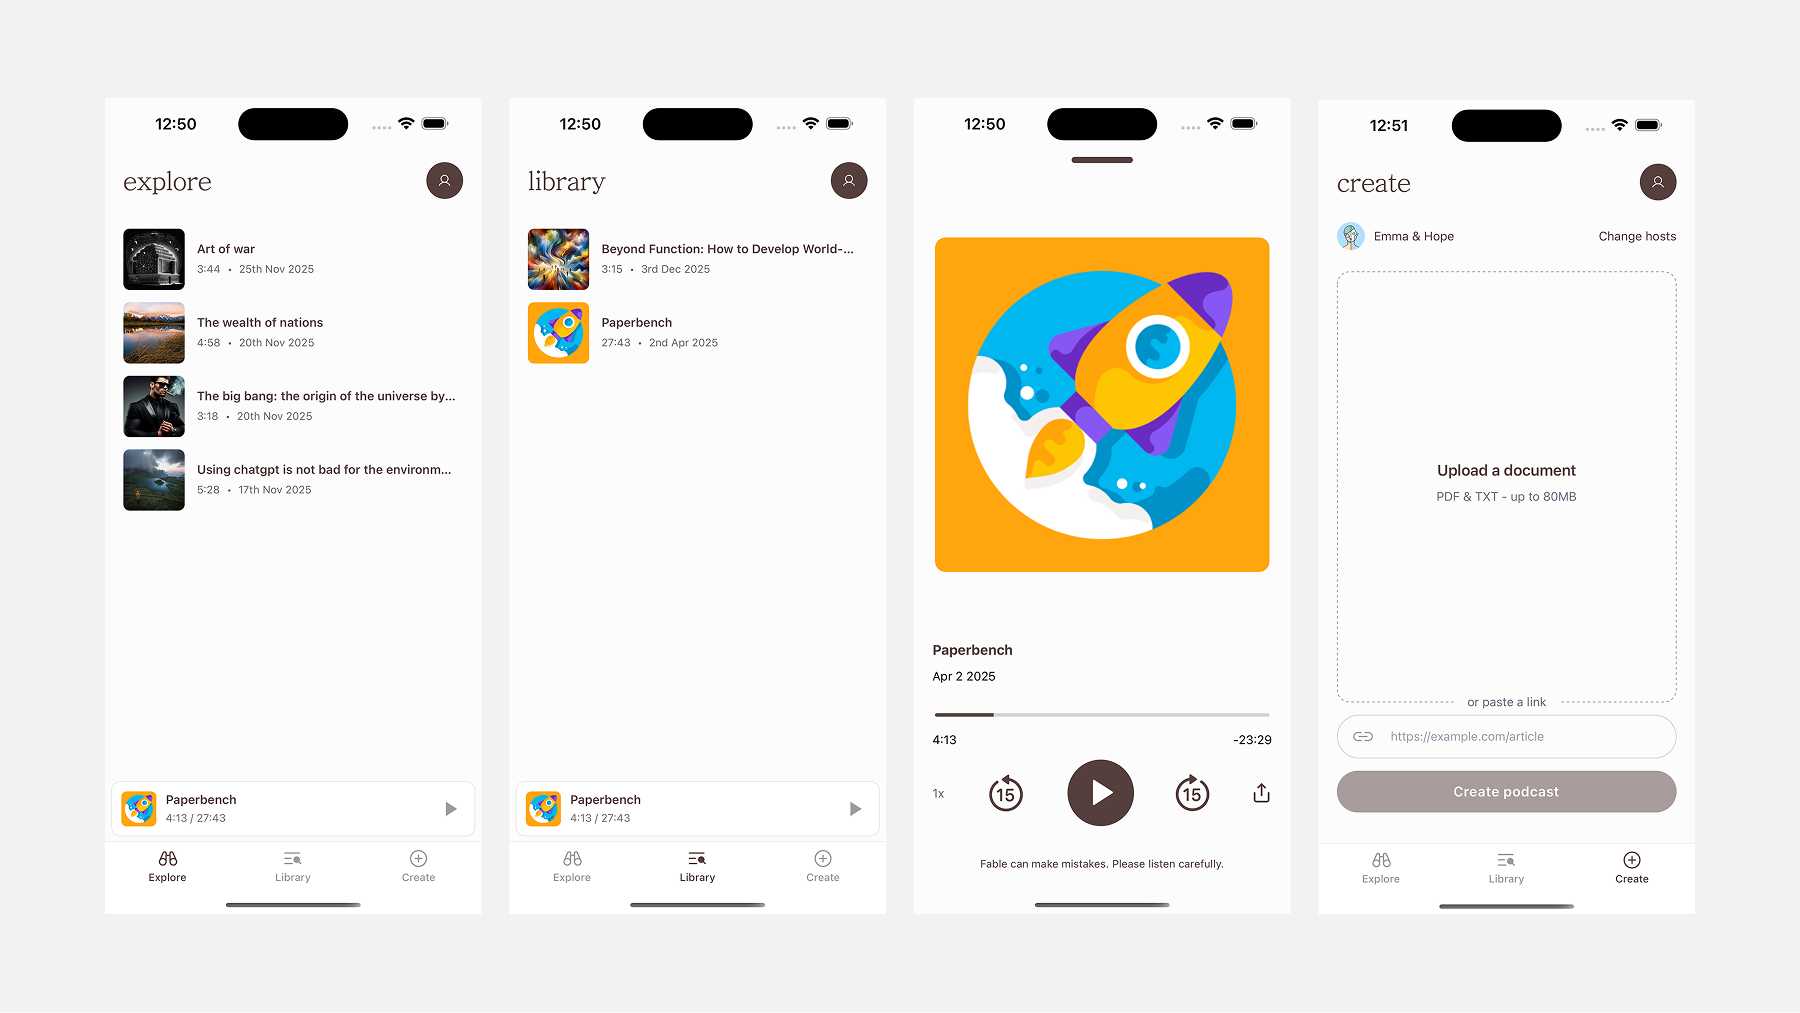 12:50
explore
Art of war
3:44 • 25th Nov 2025
The wealth of nations
4:58 • 20th Nov 2025
The big bang: the origin of the universe by...
3:18 • 20th Nov 2025
Using chatgpt is not bad for the environm...
5:28 • 17th Nov 2025
Paperbench
4:13 / 27:43
Explore
Library
Create
12:50
library
Beyond Function: How to Develop World-...
3:15 • 3rd Dec 2025
Paperbench
27:43 • 2nd Apr 2025
Paperbench
4:13 / 27:43
Explore
Library
Create
12:50
Paperbench
Apr 2 2025
4:13
-23:29
1x
15
15
Fable can make mistakes. Please listen carefully.
12:51
create
Emma & Hope
Change hosts
Upload a document
PDF & TXT - up to 80MB
or paste a link
https://example.com/article
Create podcast
Explore
Library
Create